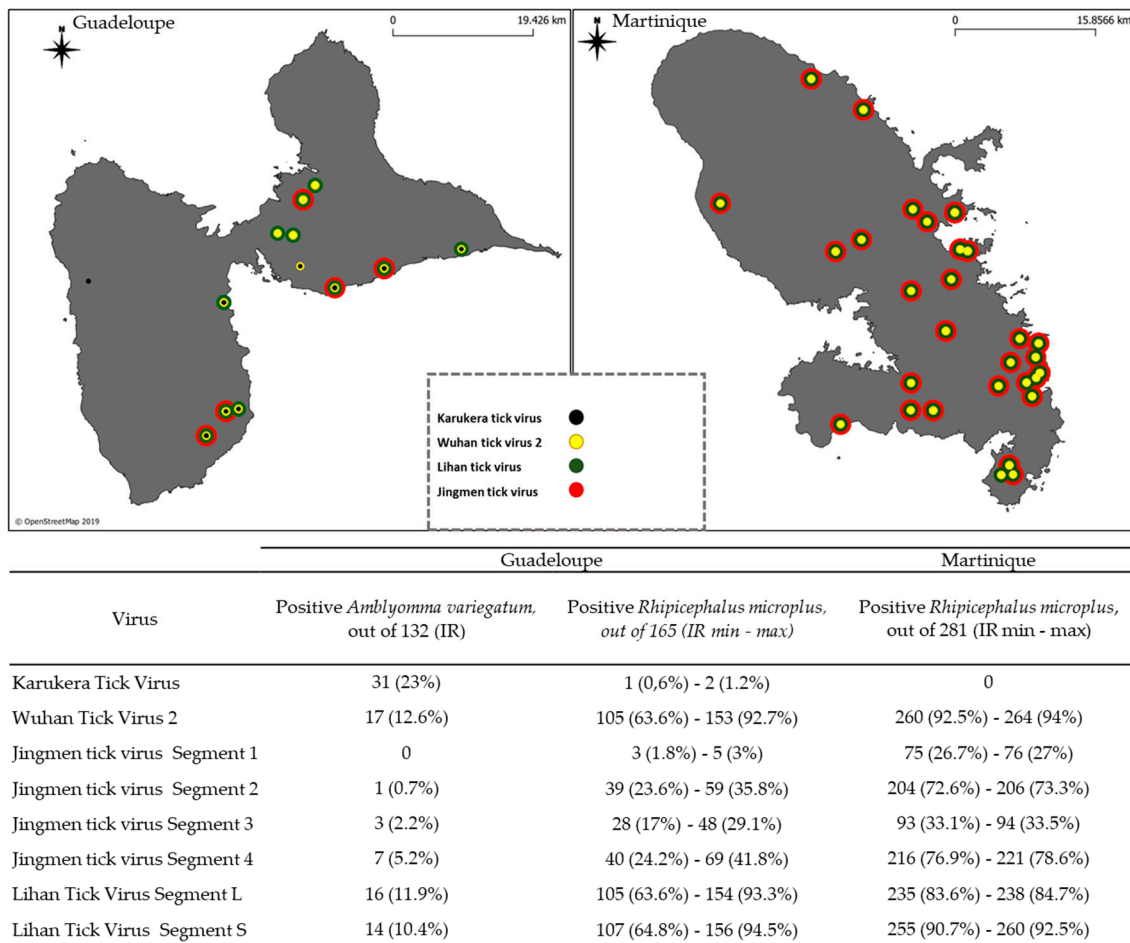 N
Guadeloupe
0 19.426 km
N
Martinique
0 15.8566 km
Karukera tick virus
Wuhan tick virus 2
Lihan tick virus
Jingmen tick virus
© OpenStreetMap 2019
Guadeloupe Martinique
Virus
Positive Amblyomma variegatum,
out of 132 (IR)
Positive Rhipicephalus microplus,
out of 165 (IR min - max)
Positive Rhipicephalus microplus,
out of 281 (IR min - max)
Karukera Tick Virus 31 (23%) 1 (0,6%) - 2 (1.2%) 0
Wuhan Tick Virus 2 17 (12.6%) 105 (63.6%) - 153 (92.7%) 260 (92.5%) - 264 (94%)
Jingmen tick virus Segment 1 0 3 (1.8%) - 5 (3%) 75 (26.7%) - 76 (27%)
Jingmen tick virus Segment 2 1 (0.7%) 39 (23.6%) - 59 (35.8%) 204 (72.6%) - 206 (73.3%)
Jingmen tick virus Segment 3 3 (2.2%) 28 (17%) - 48 (29.1%) 93 (33.1%) - 94 (33.5%)
Jingmen tick virus Segment 4 7 (5.2%) 40 (24.2%) - 69 (41.8%) 216 (76.9%) - 221 (78.6%)
Lihan Tick Virus Segment L 16 (11.9%) 105 (63.6%) - 154 (93.3%) 235 (83.6%) - 238 (84.7%)
Lihan Tick Virus Segment S 14 (10.4%) 107 (64.8%) - 156 (94.5%) 255 (90.7%) - 260 (92.5%)